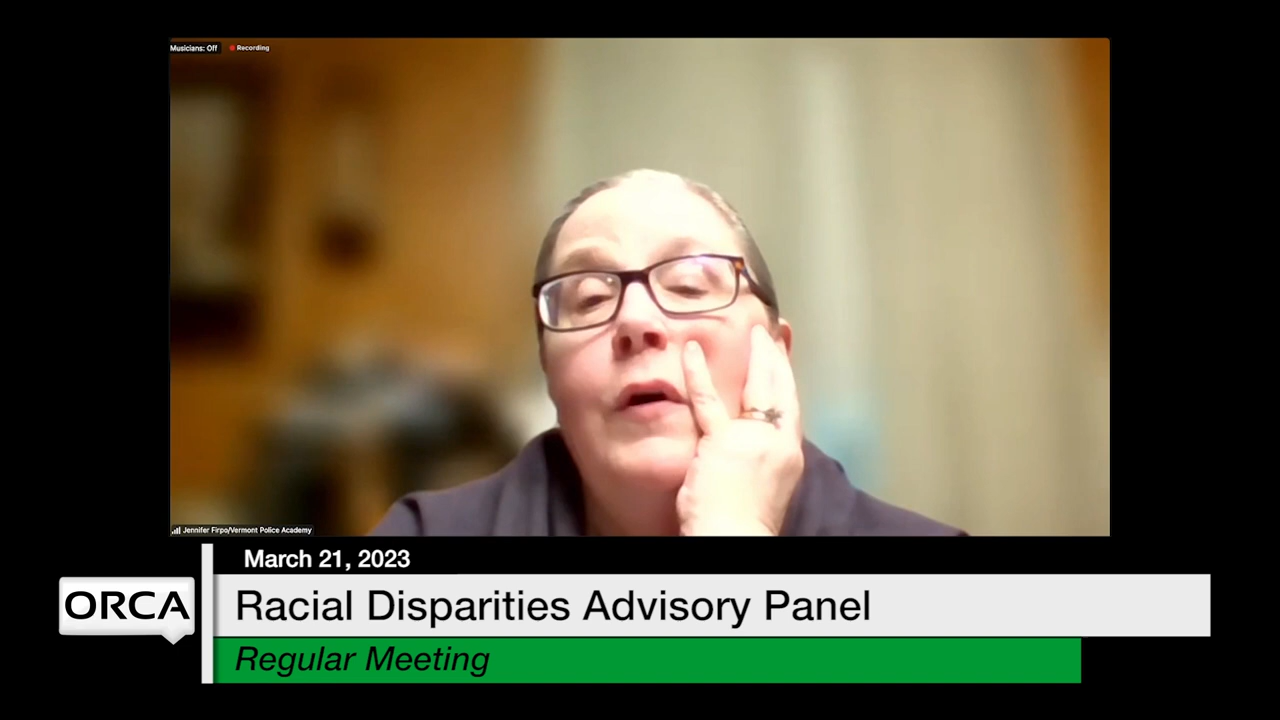 Musicians: Off Recording
Jennifer Firpo/Vermont Police Academy
March 21, 2023
ORCA
Racial Disparities Advisory Panel
Regular Meeting